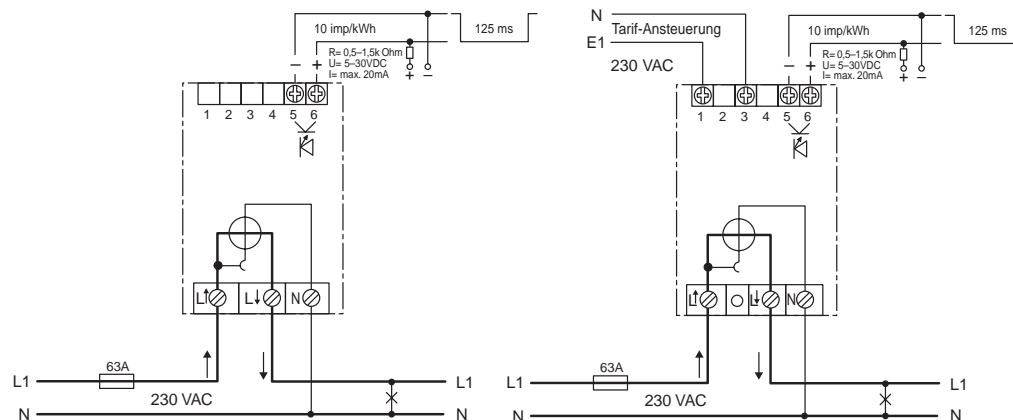 10 imp/kWh
125 ms
R= 0,5–1,5k Ohm
U= 5–30VDC
I= max. 20mA
– +
+ –
1 2 3 4 5 6
L↑ L↓ N
63A
L1
L1
230 VAC
N
N
N
Tarif-Ansteuerung
E1
230 VAC
10 imp/kWh
125 ms
R= 0,5–1,5k Ohm
U= 5–30VDC
I= max. 20mA
– +
+ –
1 2 3 4 5 6
L↑ L↓ N
63A
L1
L1
230 VAC
N
N